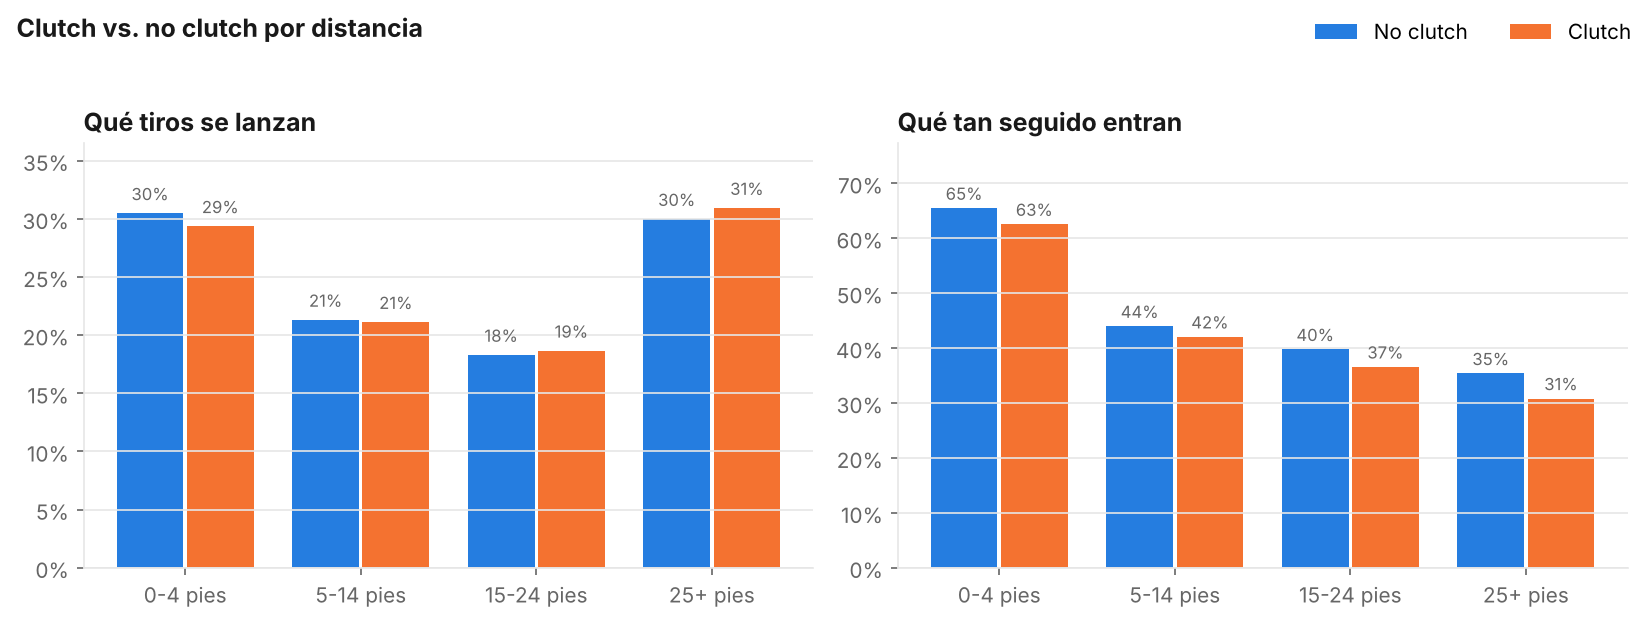 Clutch vs. no clutch por distancia
No clutch
Clutch
Qué tiros se lanzan
35%
30%
25%
20%
15%
10%
5%
0%
30%
29%
21%
21%
18%
19%
30%
31%
0-4 pies
5-14 pies
15-24 pies
25+ pies
Qué tan seguido entran
70%
60%
50%
40%
30%
20%
10%
0%
65%
63%
44%
42%
40%
37%
35%
31%
0-4 pies
5-14 pies
15-24 pies
25+ pies